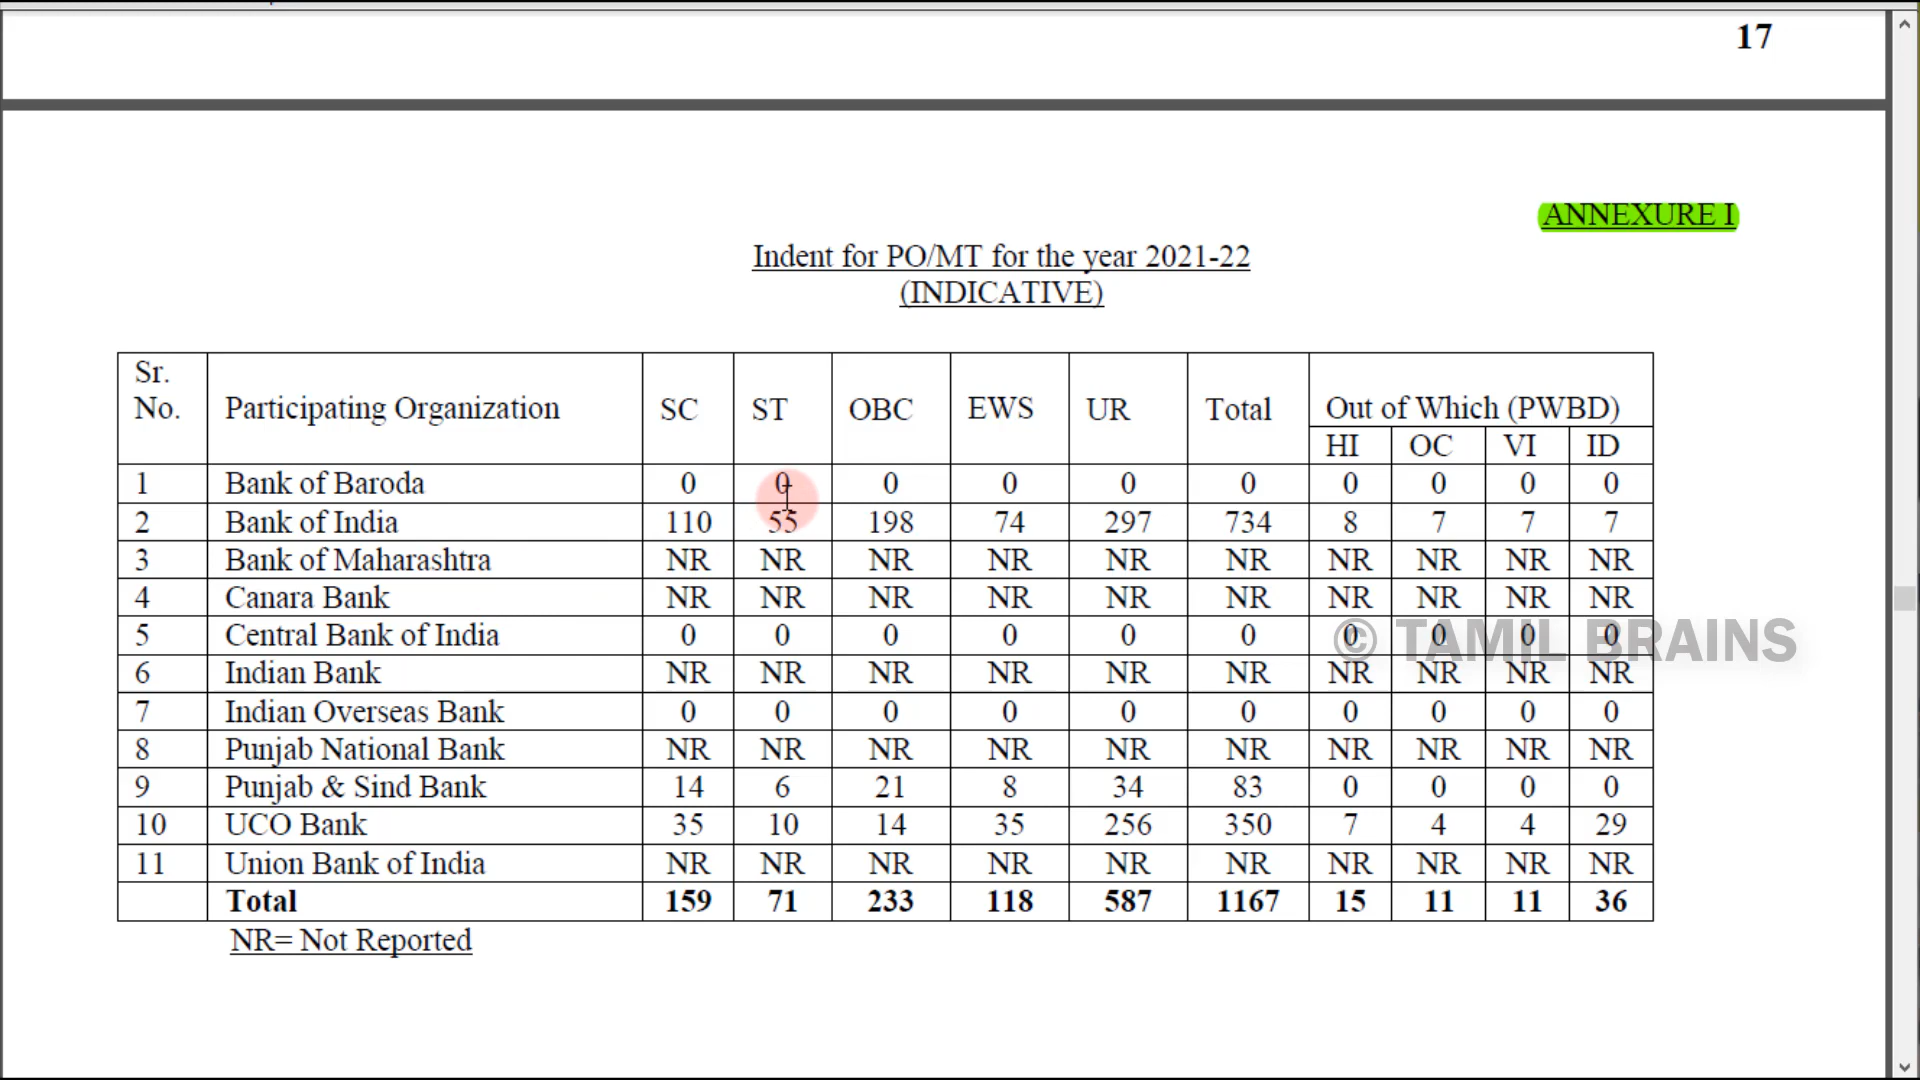 17
ANNEXURE I
Indent for PO/MT for the year 2021-22
(INDICATIVE)
Sr. No. Participating Organization SC ST OBC EWS UR Total Out of Which (PWBD)
HI OC VI ID
1 Bank of Baroda 0 0 0 0 0 0 0 0 0 0
2 Bank of India 110 55 198 74 297 734 8 7 7 7
3 Bank of Maharashtra NR NR NR NR NR NR NR NR NR NR
4 Canara Bank NR NR NR NR NR NR NR NR NR NR
5 Central Bank of India 0 0 0 0 0 0 0 0 0 0
© TAMIL BRAINS
6 Indian Bank NR NR NR NR NR NR NR NR NR NR
7 Indian Overseas Bank 0 0 0 0 0 0 0 0 0 0
8 Punjab National Bank NR NR NR NR NR NR NR NR NR NR
9 Punjab & Sind Bank 14 6 21 8 34 83 0 0 0 0
10 UCO Bank 35 10 14 35 256 350 7 4 4 29
11 Union Bank of India NR NR NR NR NR NR NR NR NR NR
Total 159 71 233 118 587 1167 15 11 11 36
NR= Not Reported